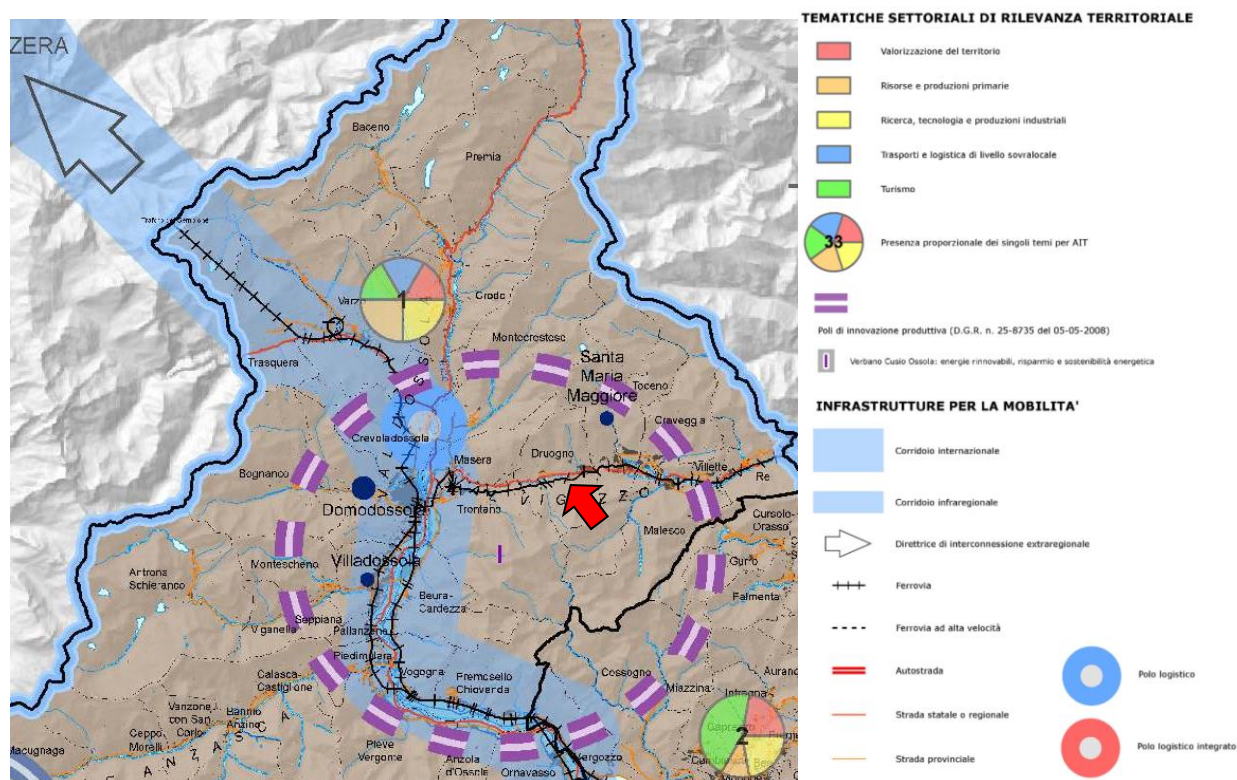 ZERA
Baceno
Premia
Varzo
1
Crodo
Trasquera
Montecrestese
Santa
Maria
Maggiore
Toceno
Craveggia
Crevoladossola
Masera
Druogno
Villette
Re
Bognanco
Domodossola
Trontano
VIGEZZO
Malesco
Cursolo-
Orasso
Montescheno
Villadossola
I
Gurro
Falmenta
Antrona
Schieranco
Beura-
Cardezza
Viganella
Seppiana
Pallanzeno
Piedimulera
Vogogna
Premosello
Chiovenda
Cossogno
Miazzina
Intragna
Calasca-
Castiglione
Vanzone
con San
Carlo
Bannio
Anzino
Ceppo
Morelli
Macugnaga
ANZASCA
Pieve
Vergonte
Anzola
d'Ossola
Ornavasso
2
TEMATICHE SETTORIALI DI RILEVANZA TERRITORIALE
Valorizzazione del territorio
Risorse e produzioni primarie
Ricerca, tecnologia e produzioni industriali
Trasporti e logistica di livello sovralocale
Turismo
33
Presenza proporzionale dei singoli temi per AIT
Poli di innovazione produttiva (D.G.R. n. 25-8735 del 05-05-2008)
I
Verbano Cusio Ossola: energie rinnovabili, risparmio e sostenibilità energetica
INFRASTRUTTURE PER LA MOBILITA'
Corridoio internazionale
Corridoio infraregionale
Direttrice di interconnessione extraregionale
Ferrovia
Ferrovia ad alta velocità
Autostrada
Polo logistico
Strada statale o regionale
Polo logistico integrato
Strada provinciale